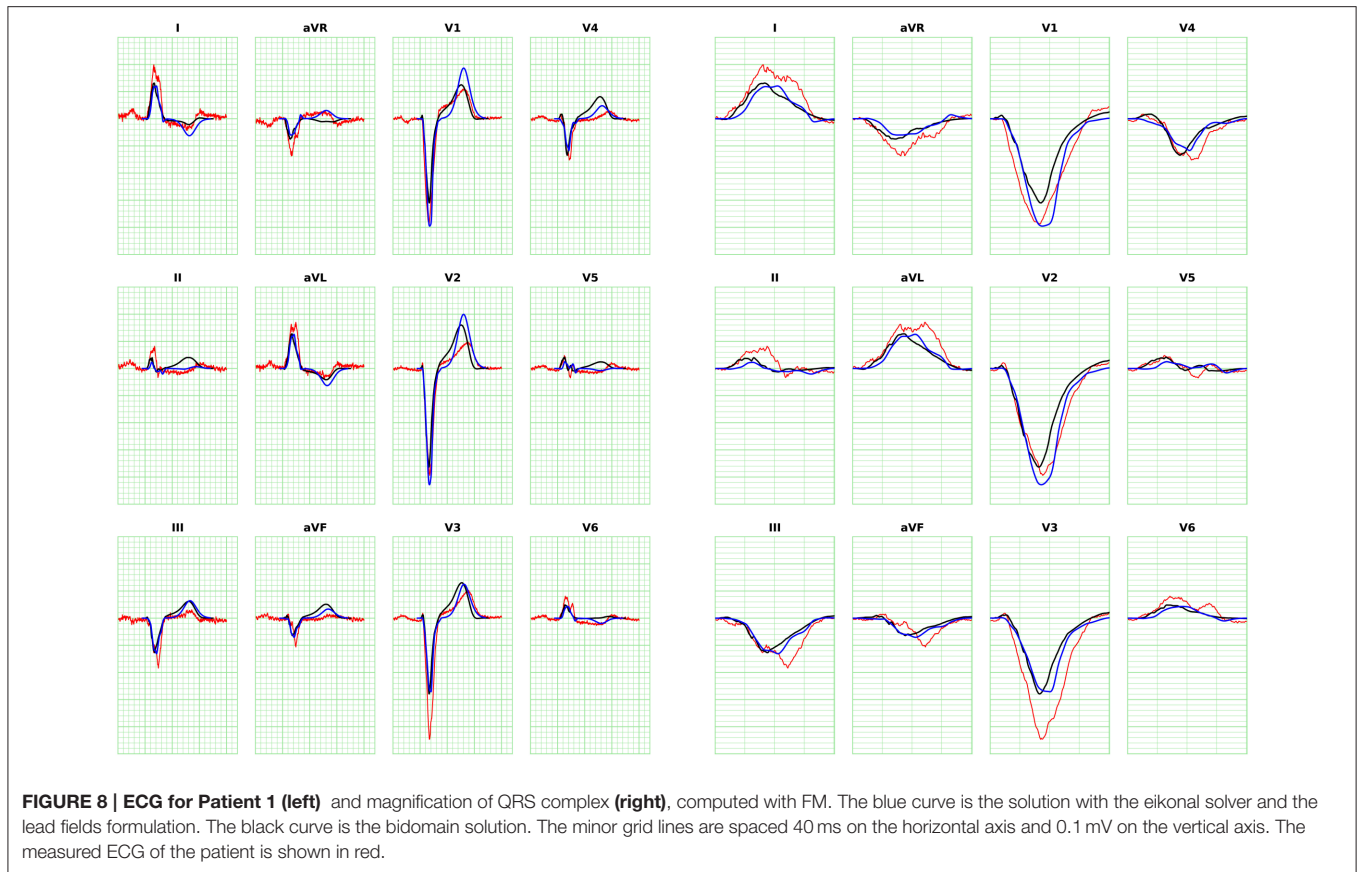 I aVR V1 V4 I aVR V1 V4
II aVL V2 V5 II aVL V2 V5
III aVF V3 V6 III aVF V3 V6
FIGURE 8 | ECG for Patient 1 (left) and magnification of QRS complex (right), computed with FM. The blue curve is the solution with the eikonal solver and the
lead fields formulation. The black curve is the bidomain solution. The minor grid lines are spaced 40 ms on the horizontal axis and 0.1 mV on the vertical axis. The
measured ECG of the patient is shown in red.